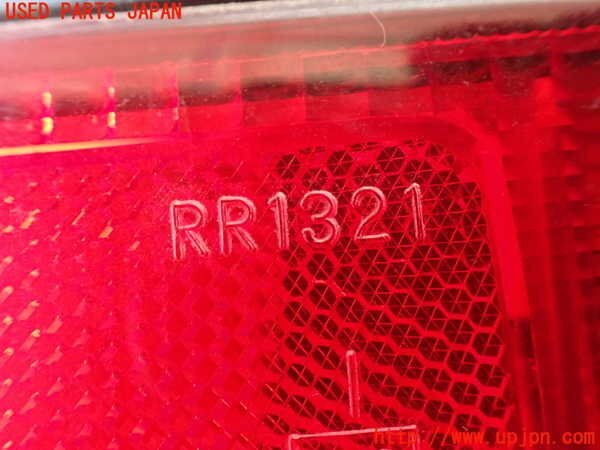 USED PARTS JAPAN
RR1321
http://www.upjpn.com/